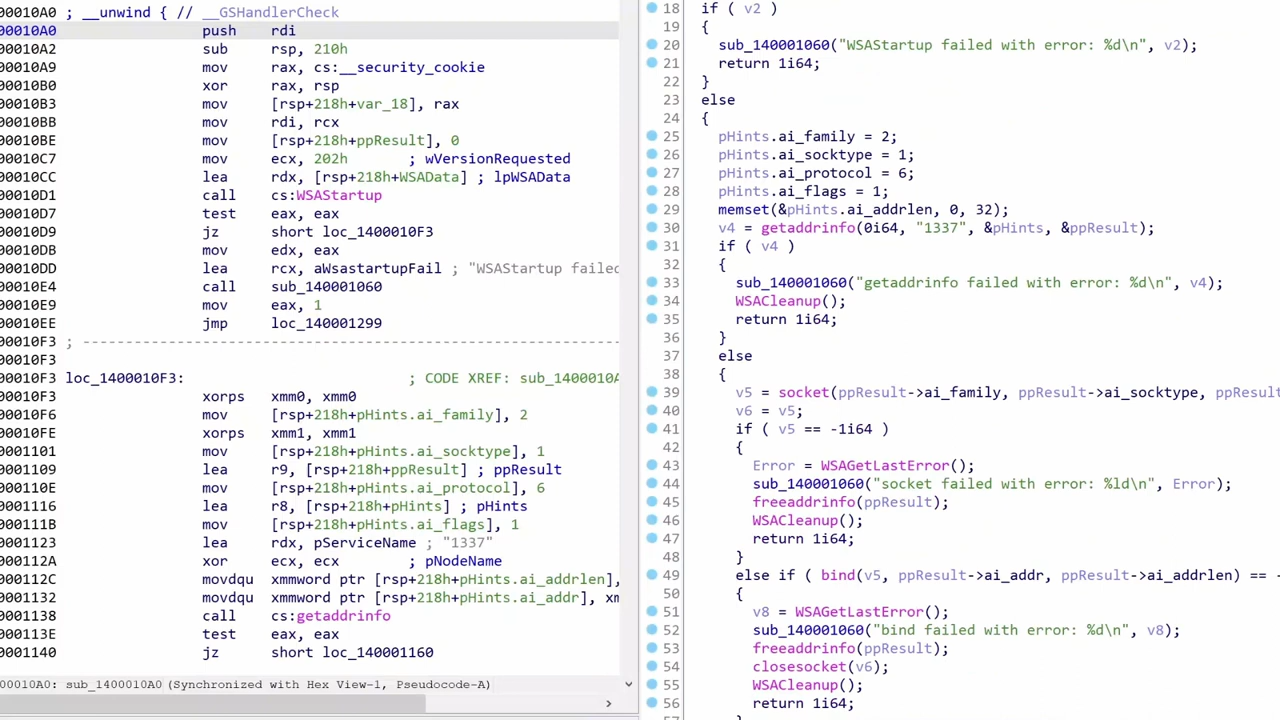 00010A0 ; __unwind { // __GSHandlerCheck
00010A0 push rdi
00010A2 sub rsp, 210h
00010A9 mov rax, cs:__security_cookie
00010B0 xor rax, rsp
00010B3 mov [rsp+218h+var_18], rax
00010BB mov rdi, rcx
00010BE mov [rsp+218h+ppResult], 0
00010C7 mov ecx, 202h ; wVersionRequested
00010CC lea rdx, [rsp+218h+WSAData] ; lpWSAData
00010D1 call cs:WSAStartup
00010D7 test eax, eax
00010D9 jz short loc_1400010F3
00010DB mov edx, eax
00010DD lea rcx, aWsastartupFail ; "WSAStartup failed
00010E4 call sub_140001060
00010E9 mov eax, 1
00010EE jmp loc_140001299
00010F3 ; ---------------------------------------------------------------
00010F3
00010F3 loc_1400010F3: ; CODE XREF: sub_1400010A
00010F3 xorps xmm0, xmm0
00010F6 mov [rsp+218h+pHints.ai_family], 2
00010FE xorps xmm1, xmm1
0001101 mov [rsp+218h+pHints.ai_socktype], 1
0001109 lea r9, [rsp+218h+ppResult] ; ppResult
000110E mov [rsp+218h+pHints.ai_protocol], 6
0001116 lea r8, [rsp+218h+pHints] ; pHints
000111B mov [rsp+218h+pHints.ai_flags], 1
0001123 lea rdx, pServiceName ; "1337"
000112A xor ecx, ecx ; pNodeName
000112C movdqu xmmword ptr [rsp+218h+pHints.ai_addrlen],
0001132 movdqu xmmword ptr [rsp+218h+pHints.ai_addr], xm
0001138 call cs:getaddrinfo
000113E test eax, eax
0001140 jz short loc_140001160
00010A0: sub_1400010A0 (Synchronized with Hex View-1, Pseudocode-A)
18 if ( v2 )
19 {
20 sub_140001060("WSAStartup failed with error: %d\n", v2);
21 return 1i64;
22 }
23 else
24 {
25 pHints.ai_family = 2;
26 pHints.ai_socktype = 1;
27 pHints.ai_protocol = 6;
28 pHints.ai_flags = 1;
29 memset(&pHints.ai_addrlen, 0, 32);
30 v4 = getaddrinfo(0i64, "1337", &pHints, &ppResult);
31 if ( v4 )
32 {
33 sub_140001060("getaddrinfo failed with error: %d\n", v4);
34 WSACleanup();
35 return 1i64;
36 }
37 else
38 {
39 v5 = socket(ppResult->ai_family, ppResult->ai_socktype, ppResul
40 v6 = v5;
41 if ( v5 == -1i64 )
42 {
43 Error = WSAGetLastError();
44 sub_140001060("socket failed with error: %ld\n", Error);
45 freeaddrinfo(ppResult);
46 WSACleanup();
47 return 1i64;
48 }
49 else if ( bind(v5, ppResult->ai_addr, ppResult->ai_addrlen) == -
50 {
51 v8 = WSAGetLastError();
52 sub_140001060("bind failed with error: %d\n", v8);
53 freeaddrinfo(ppResult);
54 closesocket(v6);
55 WSACleanup();
56 return 1i64;
57 }